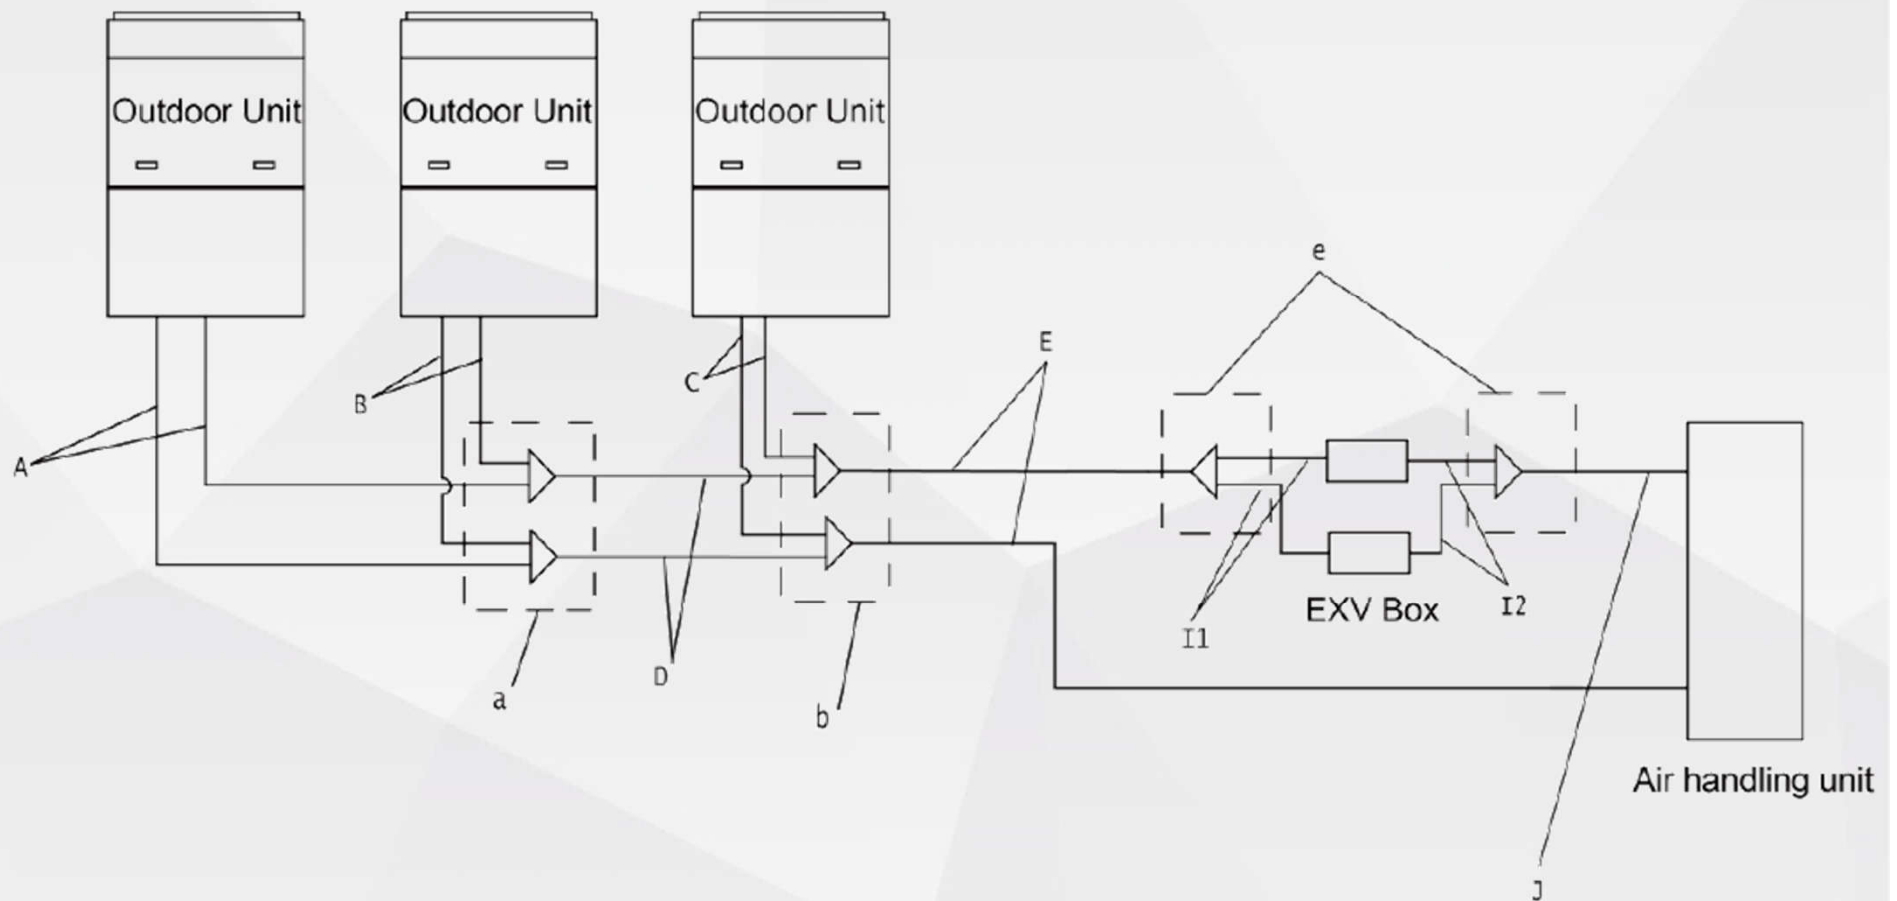 Outdoor Unit
Outdoor Unit
Outdoor Unit
e
E
C
B
A
EXV Box
I2
I1
D
a
b
Air handling unit
J